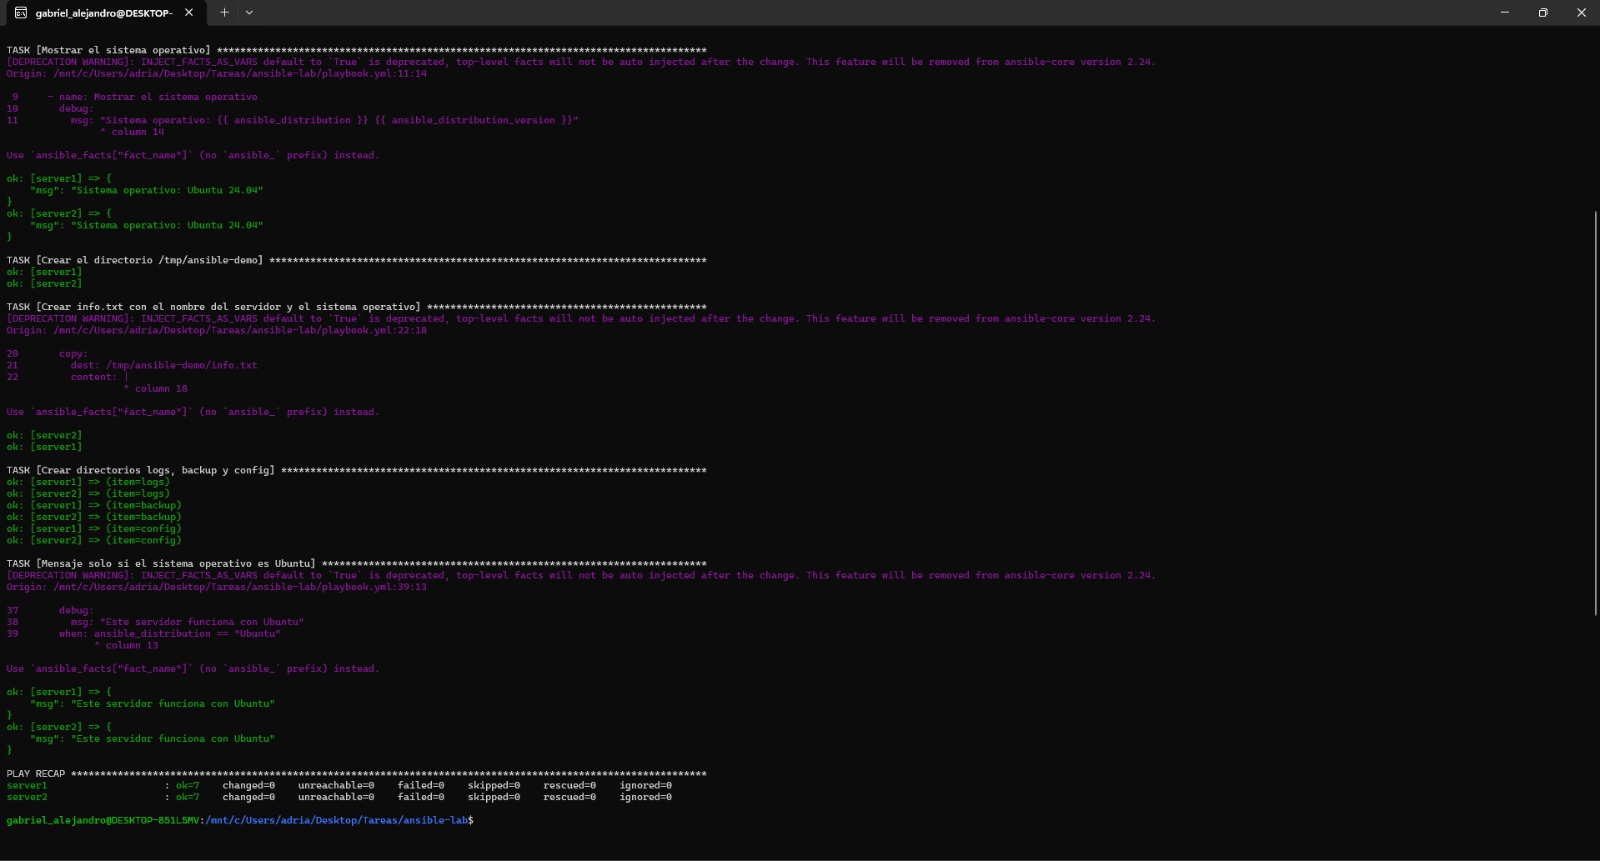 gabriel_alejandro@DESKTOP-
TASK [Mostrar el sistema operativo] ************************************************************************************
[DEPRECATION WARNING]: INJECT_FACTS_AS_VARS default to `True` is deprecated, top-level facts will not be auto injected after the change. This feature will be removed from ansible-core version 2.24.
Origin: /mnt/c/Users/adria/Desktop/Tareas/ansible-lab/playbook.yml:11:14
9     - name: Mostrar el sistema operativo
10       debug:
11         msg: "Sistema operativo: {{ ansible_distribution }} {{ ansible_distribution_version }}"
^ column 14
Use `ansible_facts["fact_name"]` (no `ansible_` prefix) instead.
ok: [server1] => {
"msg": "Sistema operativo: Ubuntu 24.04"
}
ok: [server2] => {
"msg": "Sistema operativo: Ubuntu 24.04"
}
TASK [Crear el directorio /tmp/ansible-demo] ***************************************************************************
ok: [server1]
ok: [server2]
TASK [Crear info.txt con el nombre del servidor y el sistema operativo] ************************************************
[DEPRECATION WARNING]: INJECT_FACTS_AS_VARS default to `True` is deprecated, top-level facts will not be auto injected after the change. This feature will be removed from ansible-core version 2.24.
Origin: /mnt/c/Users/adria/Desktop/Tareas/ansible-lab/playbook.yml:22:18
20       copy:
21         dest: /tmp/ansible-demo/info.txt
22         content: |
^ column 18
Use `ansible_facts["fact_name"]` (no `ansible_` prefix) instead.
ok: [server2]
ok: [server1]
TASK [Crear directorios logs, backup y config] *************************************************************************
ok: [server1] => (item=logs)
ok: [server2] => (item=logs)
ok: [server1] => (item=backup)
ok: [server2] => (item=backup)
ok: [server1] => (item=config)
ok: [server2] => (item=config)
TASK [Mensaje solo si el sistema operativo es Ubuntu] ******************************************************************
[DEPRECATION WARNING]: INJECT_FACTS_AS_VARS default to `True` is deprecated, top-level facts will not be auto injected after the change. This feature will be removed from ansible-core version 2.24.
Origin: /mnt/c/Users/adria/Desktop/Tareas/ansible-lab/playbook.yml:39:13
37       debug:
38         msg: "Este servidor funciona con Ubuntu"
39       when: ansible_distribution == "Ubuntu"
^ column 13
Use `ansible_facts["fact_name"]` (no `ansible_` prefix) instead.
ok: [server1] => {
"msg": "Este servidor funciona con Ubuntu"
}
ok: [server2] => {
"msg": "Este servidor funciona con Ubuntu"
}
PLAY RECAP *************************************************************************************************************
server1                    : ok=7    changed=0    unreachable=0    failed=0    skipped=0    rescued=0    ignored=0
server2                    : ok=7    changed=0    unreachable=0    failed=0    skipped=0    rescued=0    ignored=0
gabriel_alejandro@DESKTOP-851L5MV:/mnt/c/Users/adria/Desktop/Tareas/ansible-lab$